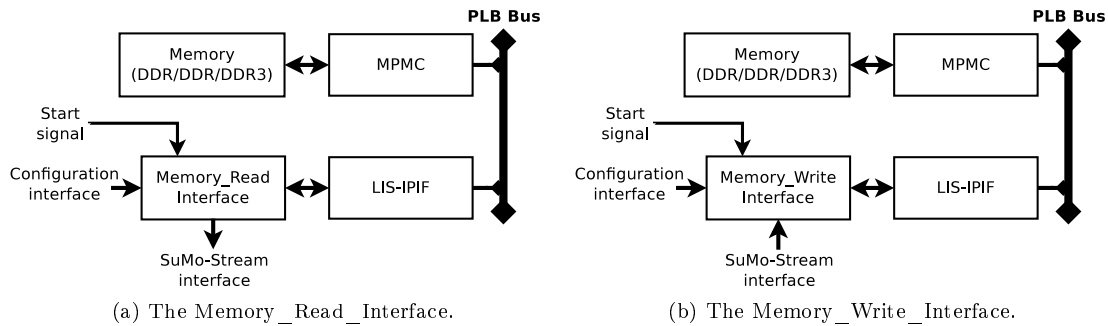 PLB Bus
Memory
(DDR/DDR/DDR3)
MPMC
Start
signal
Configuration
interface
Memory_Read
Interface
LIS-IPIF
SuMo-Stream
interface
(a) The Memory_Read_Interface.
PLB Bus
Memory
(DDR/DDR/DDR3)
MPMC
Start
signal
Configuration
interface
Memory_Write
Interface
LIS-IPIF
SuMo-Stream
interface
(b) The Memory_Write_Interface.